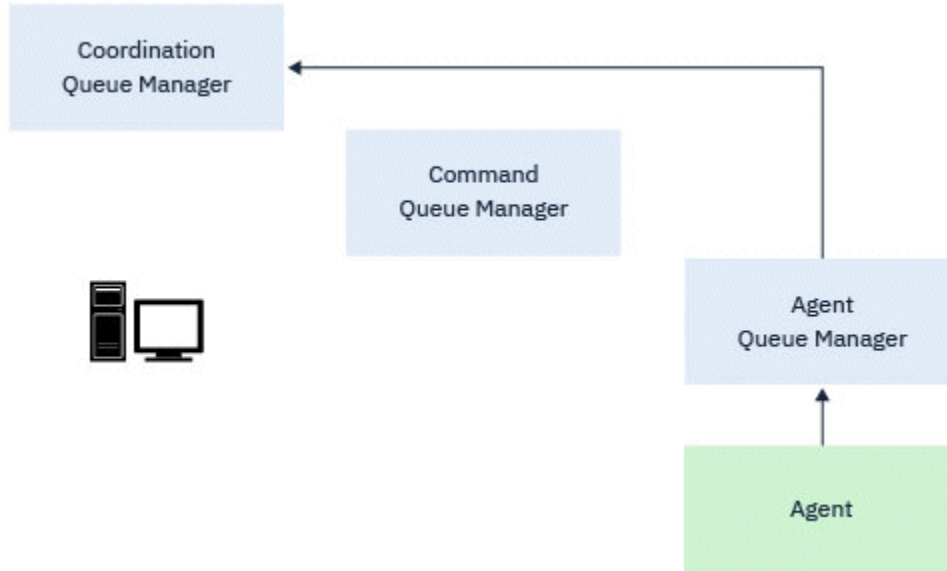 Coordination
Queue Manager
Command
Queue Manager
Agent
Queue Manager
Agent